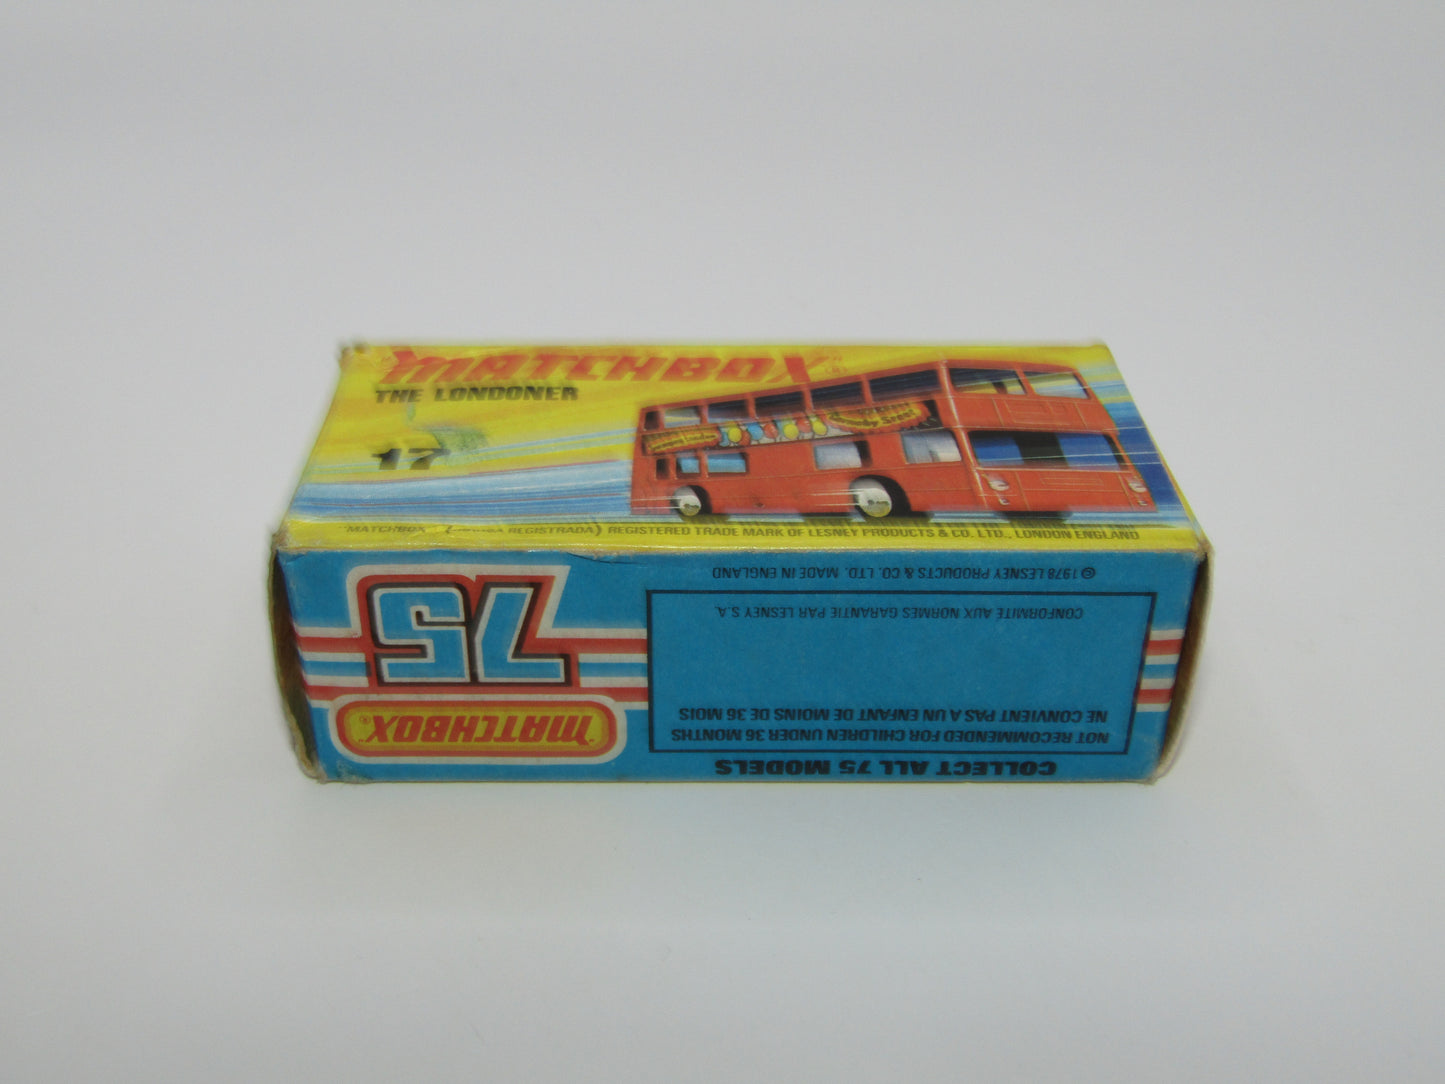 "MATCHBOX"®
THE LONDONER
17
"MATCHBOX" REGISTRADA) REGISTERED TRADE MARK OF LESNEY PRODUCTS & CO. LTD., LONDON ENGLAND
COLLECT ALL 75 MODELS
NOT RECOMMENDED FOR CHILDREN UNDER 36 MONTHS
NE CONVIENT PAS A UN ENFANT DE MOINS DE 36 MOIS
CONFORMITE AUX NORMES GARANTIE PAR LESNEY S.A.
© 1978 LESNEY PRODUCTS & CO. LTD. MADE IN ENGLAND
"MATCHBOX"®
75